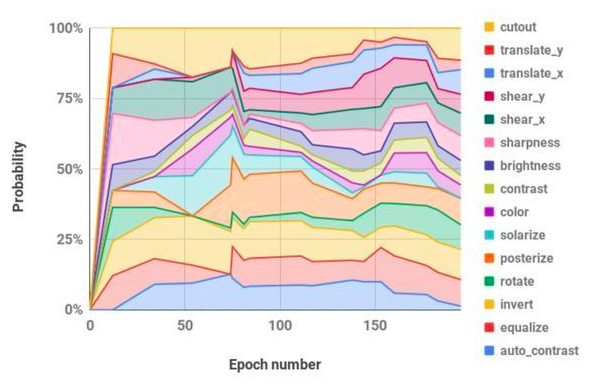 100%
75%
50%
25%
0%
Probability
0
50
100
150
Epoch number
cutout
translate_y
translate_x
shear_y
shear_x
sharpness
brightness
contrast
color
solarize
posterize
rotate
invert
equalize
auto_contrast